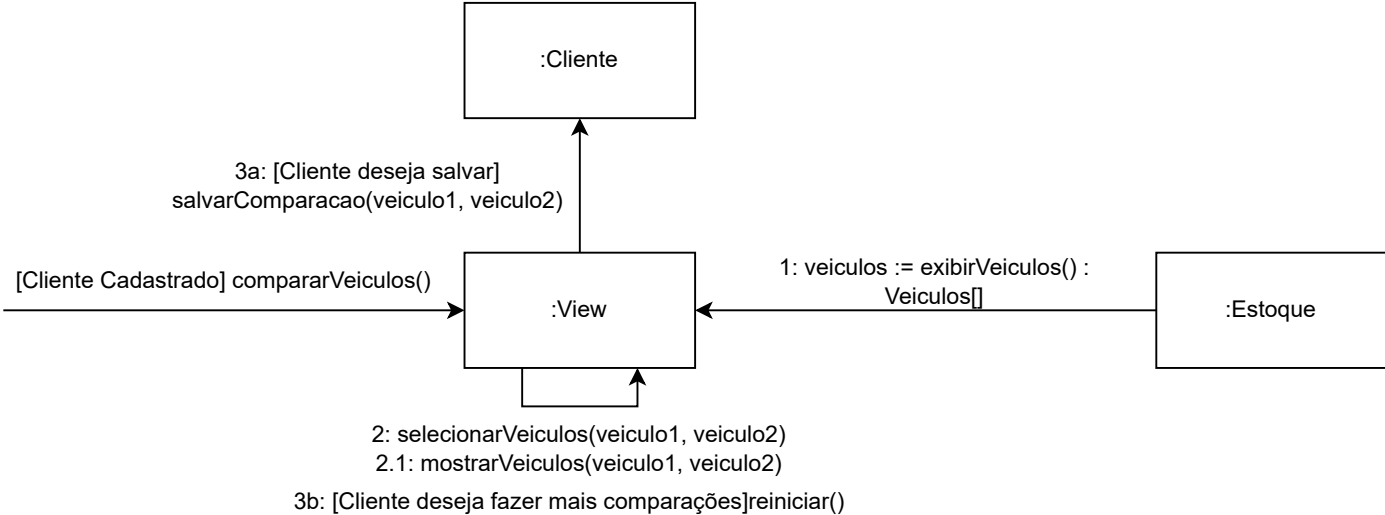 :Cliente
3a: [Cliente deseja salvar]
salvarComparacao(veiculo1, veiculo2)
[Cliente Cadastrado] compararVeiculos()
:View
1: veiculos := exibirVeiculos() :
Veiculos[]
:Estoque
2: selecionarVeiculos(veiculo1, veiculo2)
2.1: mostrarVeiculos(veiculo1, veiculo2)
3b: [Cliente deseja fazer mais comparações]reiniciar()